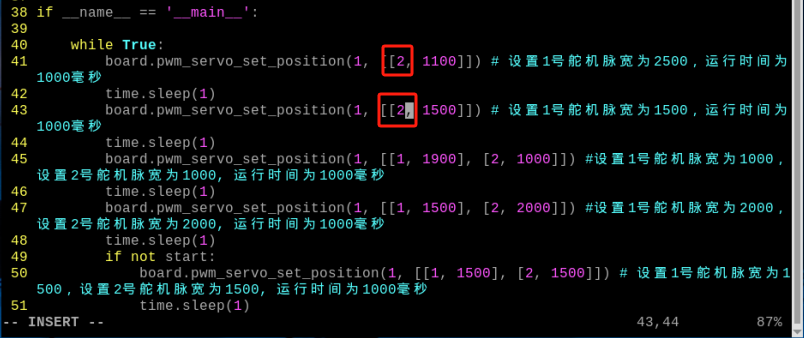 38 if __name__ == '__main__':
39
40     while True:
41         board.pwm_servo_set_position(1, [[2, 1100]]) # 设置1号舵机脉宽为2500，运行时间为
1000毫秒
42         time.sleep(1)
43         board.pwm_servo_set_position(1, [[2, 1500]]) # 设置1号舵机脉宽为1500，运行时间为
1000毫秒
44         time.sleep(1)
45         board.pwm_servo_set_position(1, [[1, 1900], [2, 1000]]) #设置1号舵机脉宽为1000,
设置2号舵机脉宽为1000, 运行时间为1000毫秒
46         time.sleep(1)
47         board.pwm_servo_set_position(1, [[1, 1500], [2, 2000]]) #设置1号舵机脉宽为2000,
设置2号舵机脉宽为2000, 运行时间为1000毫秒
48         time.sleep(1)
49         if not start:
50             board.pwm_servo_set_position(1, [[1, 1500], [2, 1500]]) # 设置1号舵机脉宽为1
500，设置2号舵机脉宽为1500, 运行时间为1000毫秒
51             time.sleep(1)
-- INSERT -- 43,44 87%